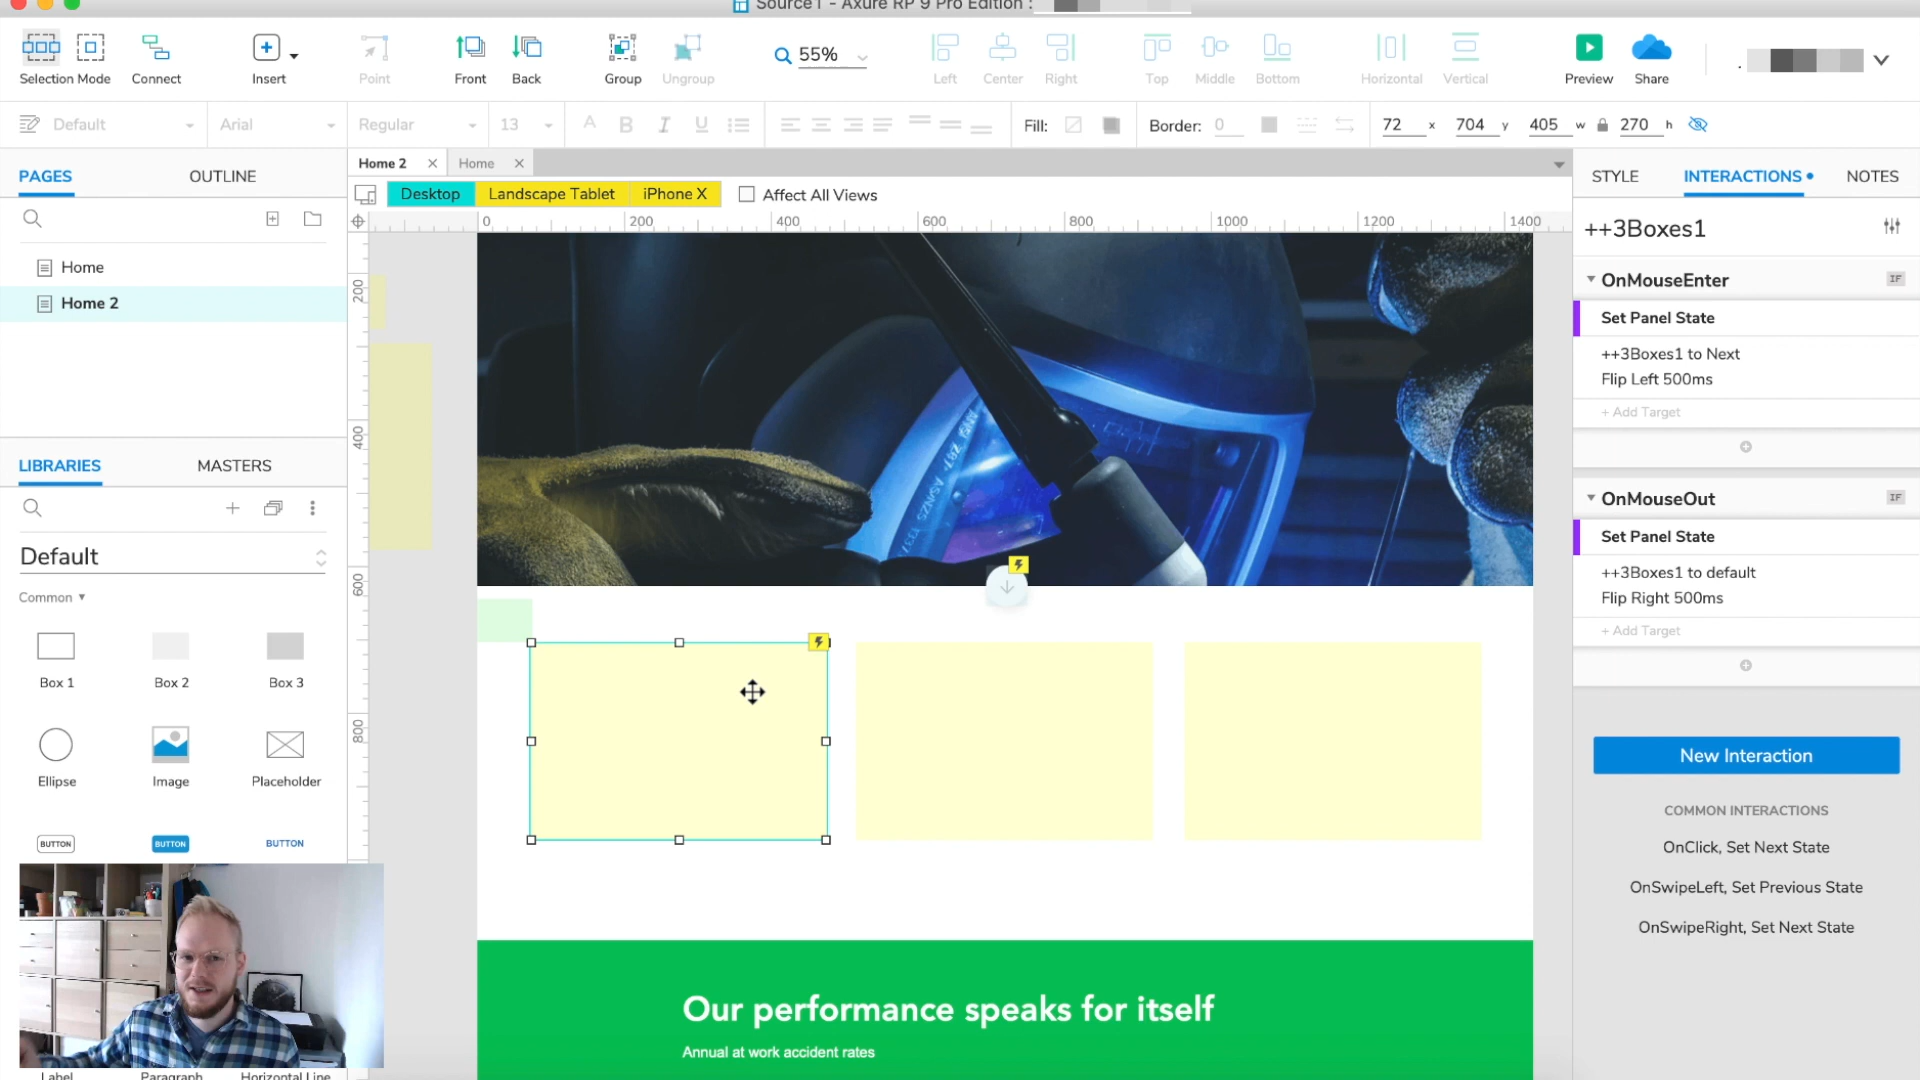 Source1 - Axure RP 9 Pro Edition :
Selection Mode
Connect
Insert
Point
Front
Back
Group
Ungroup
55%
Left
Center
Right
Top
Middle
Bottom
Horizontal
Vertical
Preview
Share
Default
Arial
Regular
13
A B I U
Fill:
Border: 0
72 x
704 y
405 w
270 h
PAGES
OUTLINE
Home 2
Home
STYLE
INTERACTIONS
NOTES
Desktop
Landscape Tablet
iPhone X
Affect All Views
0 200 400 600 800 1000 1200 1400
200
400
600
800
Home
Home 2
LIBRARIES
MASTERS
Default
Common
Box 1
Box 2
Box 3
Ellipse
Image
Placeholder
BUTTON
BUTTON
BUTTON
Label
Paragraph
Horizontal Line
++3Boxes1
OnMouseEnter
IF
Set Panel State
++3Boxes1 to Next
Flip Left 500ms
+ Add Target
OnMouseOut
IF
Set Panel State
++3Boxes1 to default
Flip Right 500ms
+ Add Target
New Interaction
COMMON INTERACTIONS
OnClick, Set Next State
OnSwipeLeft, Set Previous State
OnSwipeRight, Set Next State
Our performance speaks for itself
Annual at work accident rates